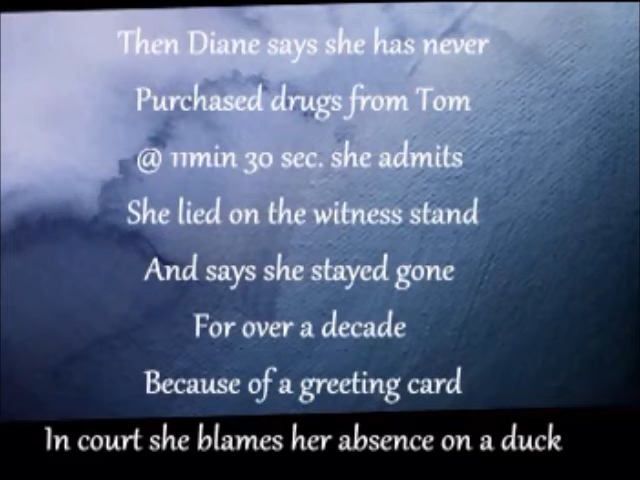 Then Diane says she has never
Purchased drugs from Tom
@ 11min 30 sec. she admits
She lied on the witness stand
And says she stayed gone
For over a decade
Because of a greeting card
In court she blames her absence on a duck